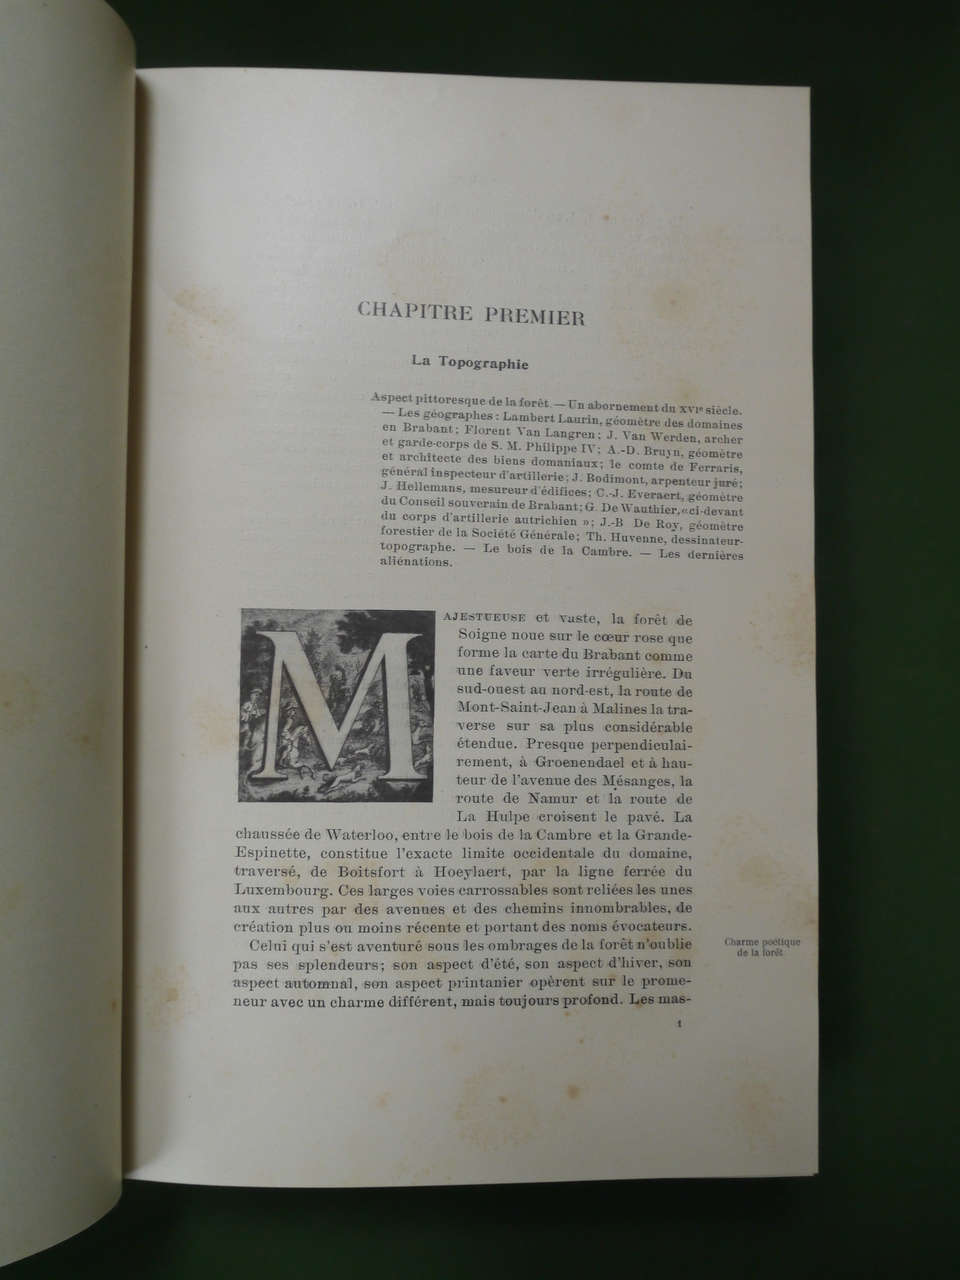 CHAPITRE PREMIER
La Topographie
Aspect pittoresque de la forêt. — Un abornement du XVIe siècle.
— Les géographes : Lambert Laurin, géomètre des domaines
en Brabant ; Florent Van Langren ; J. Van Werden, archer
et garde-corps de S. M. Philippe IV ; A.-D. Bruyn, géomètre
et architecte des biens domaniaux ; le comte de Ferraris,
général inspecteur d'artillerie ; J. Bodimont, arpenteur juré ;
J. Hellemans, mesureur d'édifices ; C.-J. Everaert, géomètre
du Conseil souverain de Brabant ; G. De Wauthier, « ci-devant
du corps d'artillerie autrichien » ; J.-B. De Roy, géomètre
forestier de la Société Générale ; Th. Huvenne, dessinateur-
topographe. — Le bois de la Cambre. — Les dernières
aliénations.
MAJESTUEUSE et vaste, la forêt de
Soigne noue sur le cœur rose que
forme la carte du Brabant comme
une faveur verte irrégulière. Du
sud-ouest au nord-est, la route de
Mont-Saint-Jean à Malines la tra-
verse sur sa plus considérable
étendue. Presque perpendiculai-
rement, à Groenendael et à hau-
teur de l'avenue des Mésanges, la
route de Namur et la route de
La Hulpe croisent le pavé. La
chaussée de Waterloo, entre le bois de la Cambre et la Grande-
Espinette, constitue l'exacte limite occidentale du domaine,
traversé, de Boitsfort à Hoeylaert, par la ligne ferrée du
Luxembourg. Ces larges voies carrossables sont reliées les unes
aux autres par des avenues et des chemins innombrables, de
création plus ou moins récente et portant des noms évocateurs.
Celui qui s'est aventuré sous les ombrages de la forêt n'oublie
pas ses splendeurs ; son aspect d'été, son aspect d'hiver, son
aspect automnal, son aspect printanier opèrent sur le prome-
neur avec un charme différent, mais toujours profond. Les mas-
Charme poétique
de la forêt.
1